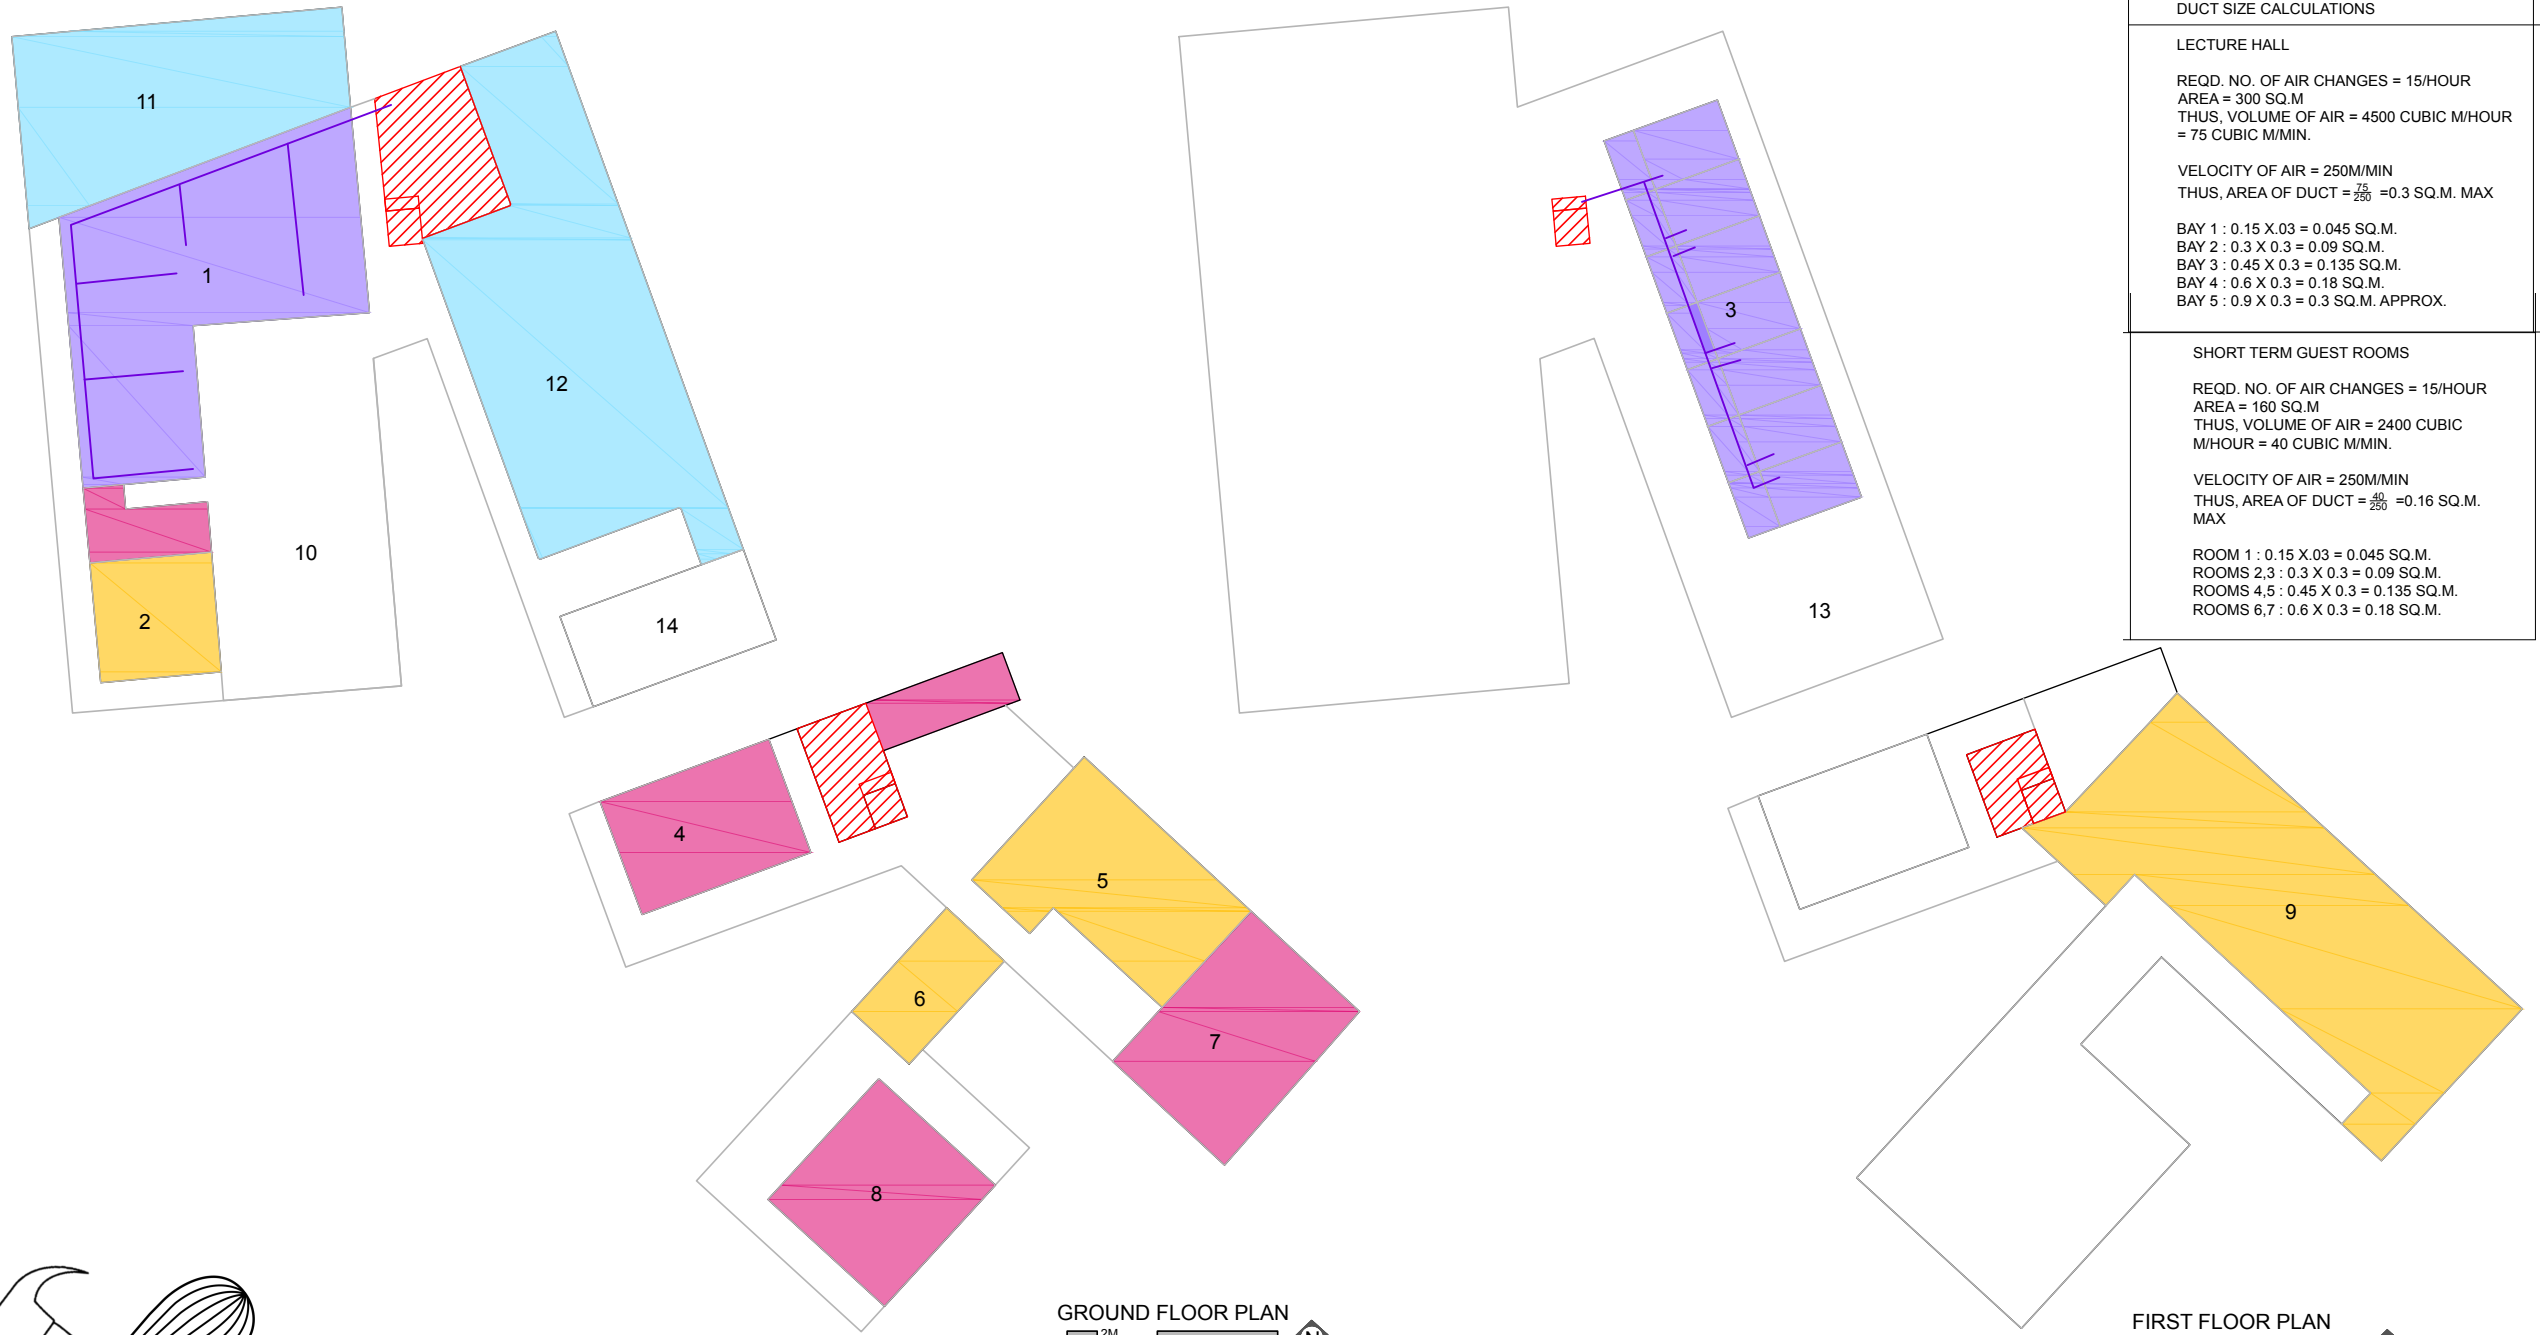 DUCT SIZE CALCULATIONS
LECTURE HALL
REQD. NO. OF AIR CHANGES = 15/HOUR
AREA = 300 SQ.M
THUS, VOLUME OF AIR = 4500 CUBIC M/HOUR
= 75 CUBIC M/MIN.
VELOCITY OF AIR = 250M/MIN
THUS, AREA OF DUCT = 75/250 =0.3 SQ.M. MAX
BAY 1 : 0.15 X.03 = 0.045 SQ.M.
BAY 2 : 0.3 X 0.3 = 0.09 SQ.M.
BAY 3 : 0.45 X 0.3 = 0.135 SQ.M.
BAY 4 : 0.6 X 0.3 = 0.18 SQ.M.
BAY 5 : 0.9 X 0.3 = 0.3 SQ.M. APPROX.
SHORT TERM GUEST ROOMS
REQD. NO. OF AIR CHANGES = 15/HOUR
AREA = 160 SQ.M
THUS, VOLUME OF AIR = 2400 CUBIC
M/HOUR = 40 CUBIC M/MIN.
VELOCITY OF AIR = 250M/MIN
THUS, AREA OF DUCT = 40/250 =0.16 SQ.M.
MAX
ROOM 1 : 0.15 X.03 = 0.045 SQ.M.
ROOMS 2,3 : 0.3 X 0.3 = 0.09 SQ.M.
ROOMS 4,5 : 0.45 X 0.3 = 0.135 SQ.M.
ROOMS 6,7 : 0.6 X 0.3 = 0.18 SQ.M.
11
1
12
10
2
14
3
13
4
5
6
7
8
9
GROUND FLOOR PLAN
2M
N
FIRST FLOOR PLAN